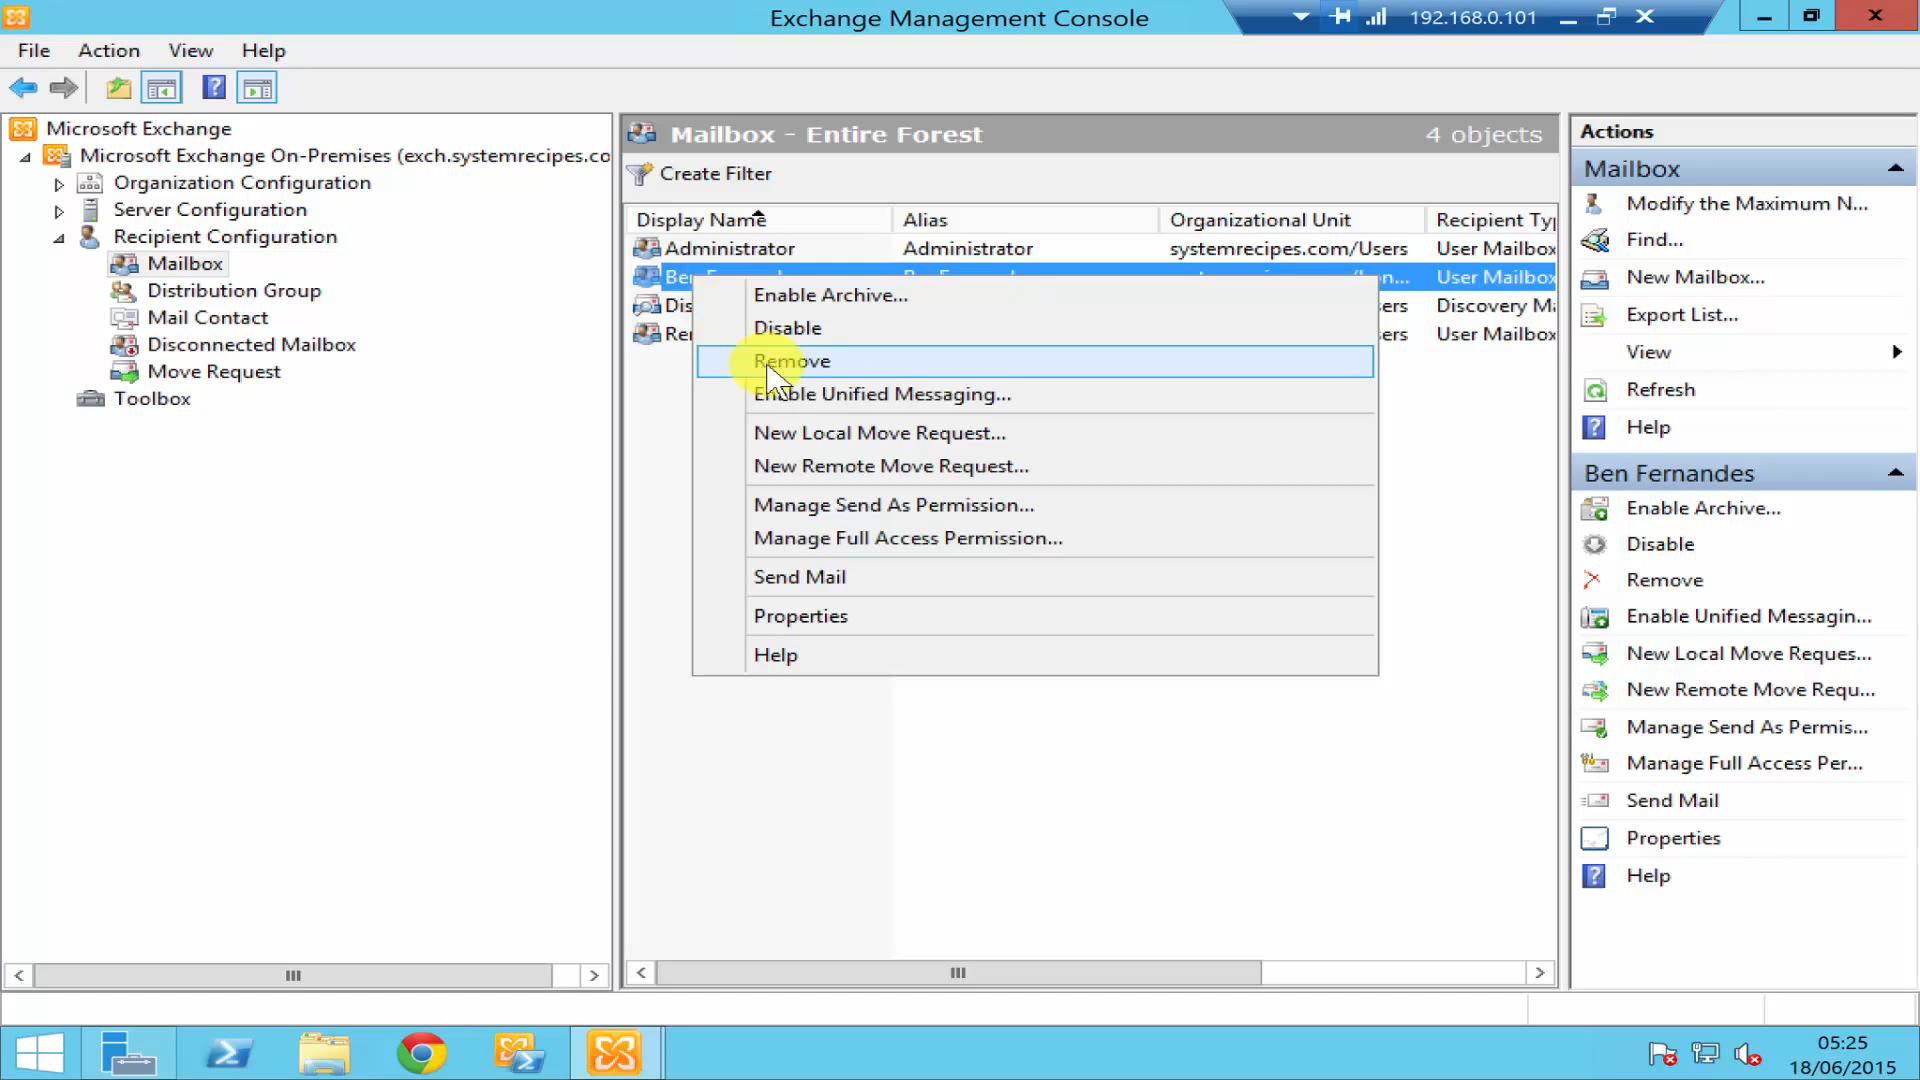 Exchange Management Console
192.168.0.101
File Action View Help
Microsoft Exchange
Microsoft Exchange On-Premises (exch.systemrecipes.co
Organization Configuration
Server Configuration
Recipient Configuration
Mailbox
Distribution Group
Mail Contact
Disconnected Mailbox
Move Request
Toolbox
Mailbox - Entire Forest 4 objects
Create Filter
Display Name Alias Organizational Unit Recipient Typ
Administrator Administrator systemrecipes.com/Users User Mailbox
Ben n... User Mailbox
Dis ers Discovery Ma
Rer ers User Mailbox
Enable Archive...
Disable
Remove
Enable Unified Messaging...
New Local Move Request...
New Remote Move Request...
Manage Send As Permission...
Manage Full Access Permission...
Send Mail
Properties
Help
Actions
Mailbox
Modify the Maximum N...
Find...
New Mailbox...
Export List...
View
Refresh
Help
Ben Fernandes
Enable Archive...
Disable
Remove
Enable Unified Messagin...
New Local Move Reques...
New Remote Move Requ...
Manage Send As Permis...
Manage Full Access Per...
Send Mail
Properties
Help
05:25
18/06/2015